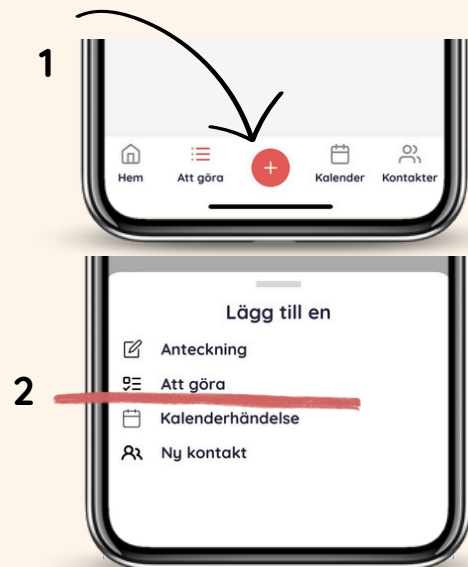 1
Hem Att göra + Kalender Kontakter
2
Lägg till en
Anteckning
Att göra
Kalenderhändelse
Ny kontakt